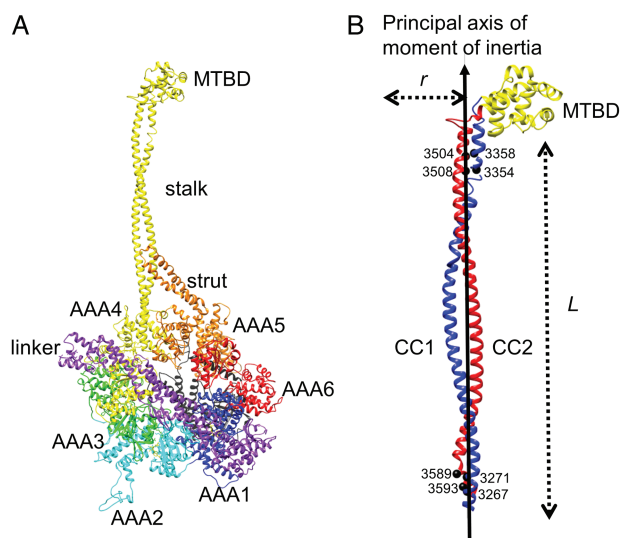 A
MTBD
stalk
strut
AAA4
AAA5
linker
AAA6
AAA3
AAA1
AAA2
B
Principal axis of
moment of inertia
r
MTBD
3504
3358
3508
3354
L
CC1
CC2
3589
3271
3593
3267